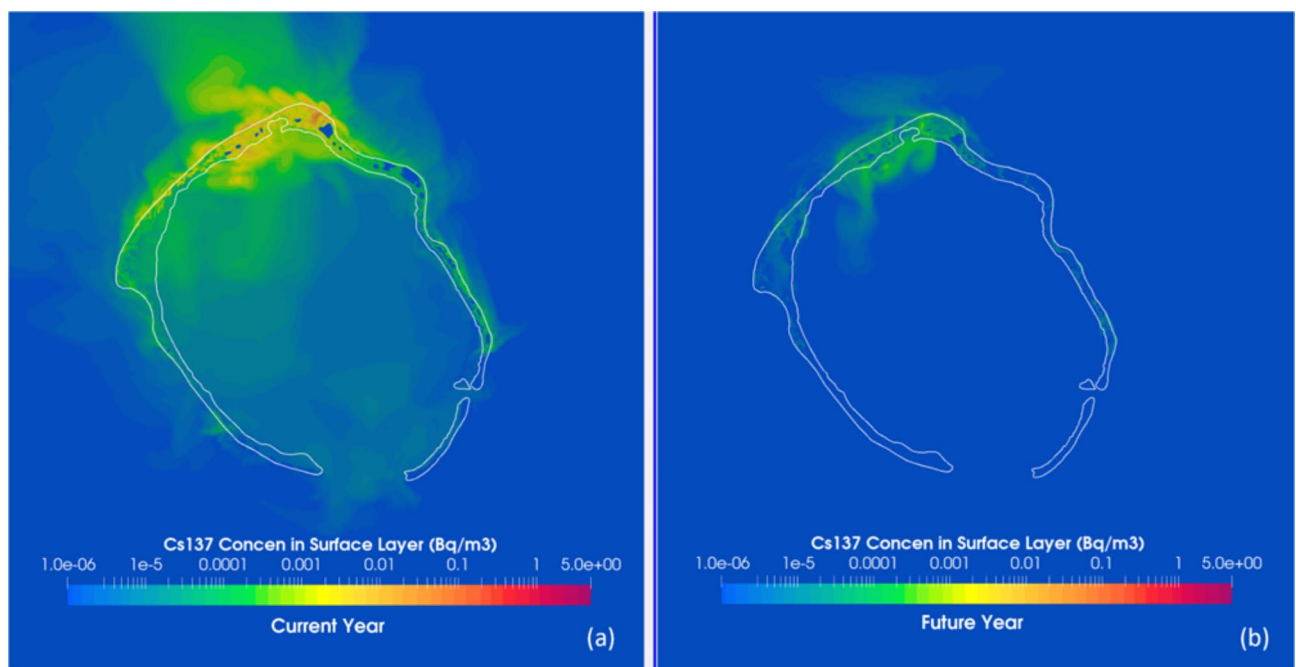 Cs137 Concen in Surface Layer (Bq/m3)
1.0e-06 1e-5 0.0001 0.001 0.01 0.1 1 5.0e+00
Current Year
(a)
Cs137 Concen in Surface Layer (Bq/m3)
1.0e-06 1e-5 0.0001 0.001 0.01 0.1 1 5.0e+00
Future Year
(b)